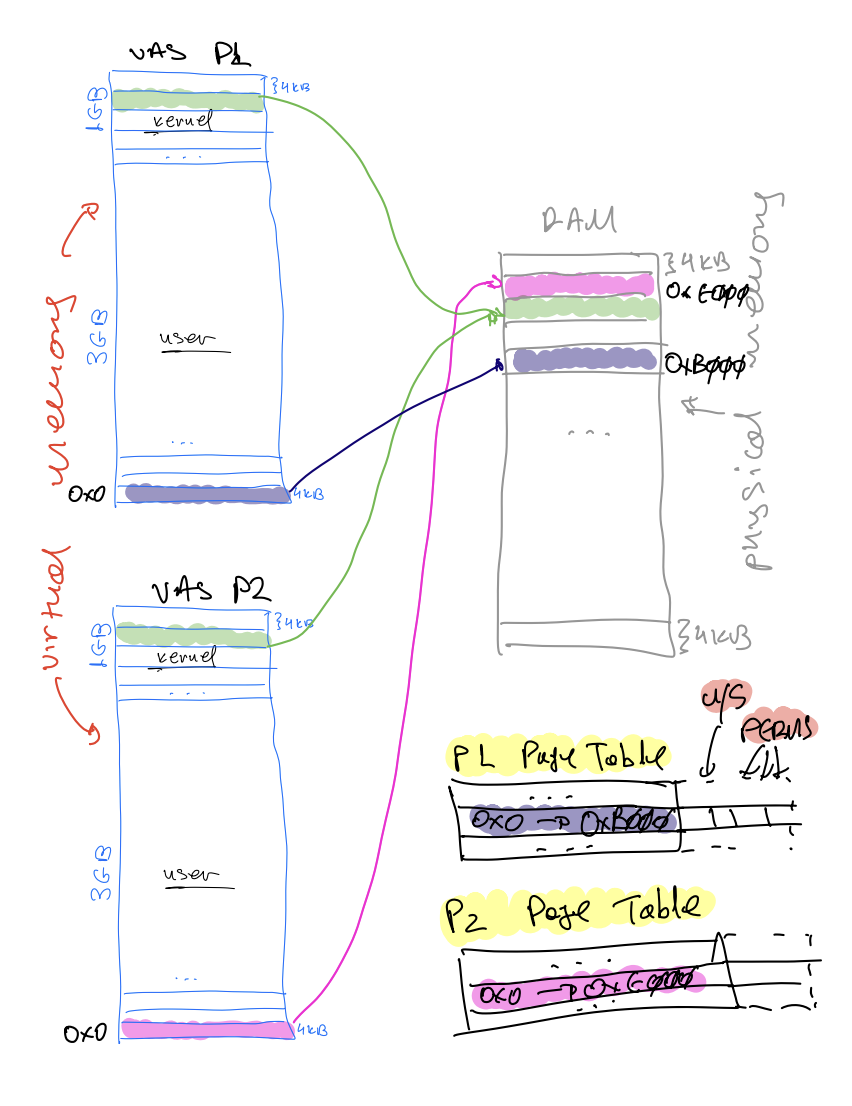 VAS P1
}4KB
1GB
kernel
...
virtual memory
3GB
user
...
0x0
4KB
RAM
}4KB
0xE000
0xB000
...
physical memory
}4KB
VAS P2
}4KB
1GB
kernel
...
3GB
user
...
0x0
4KB
U/S
PERMS
P1 Page Table
...
0x0 → 0xB000
...
P2 Page Table
...
0x0 → 0xE000
...